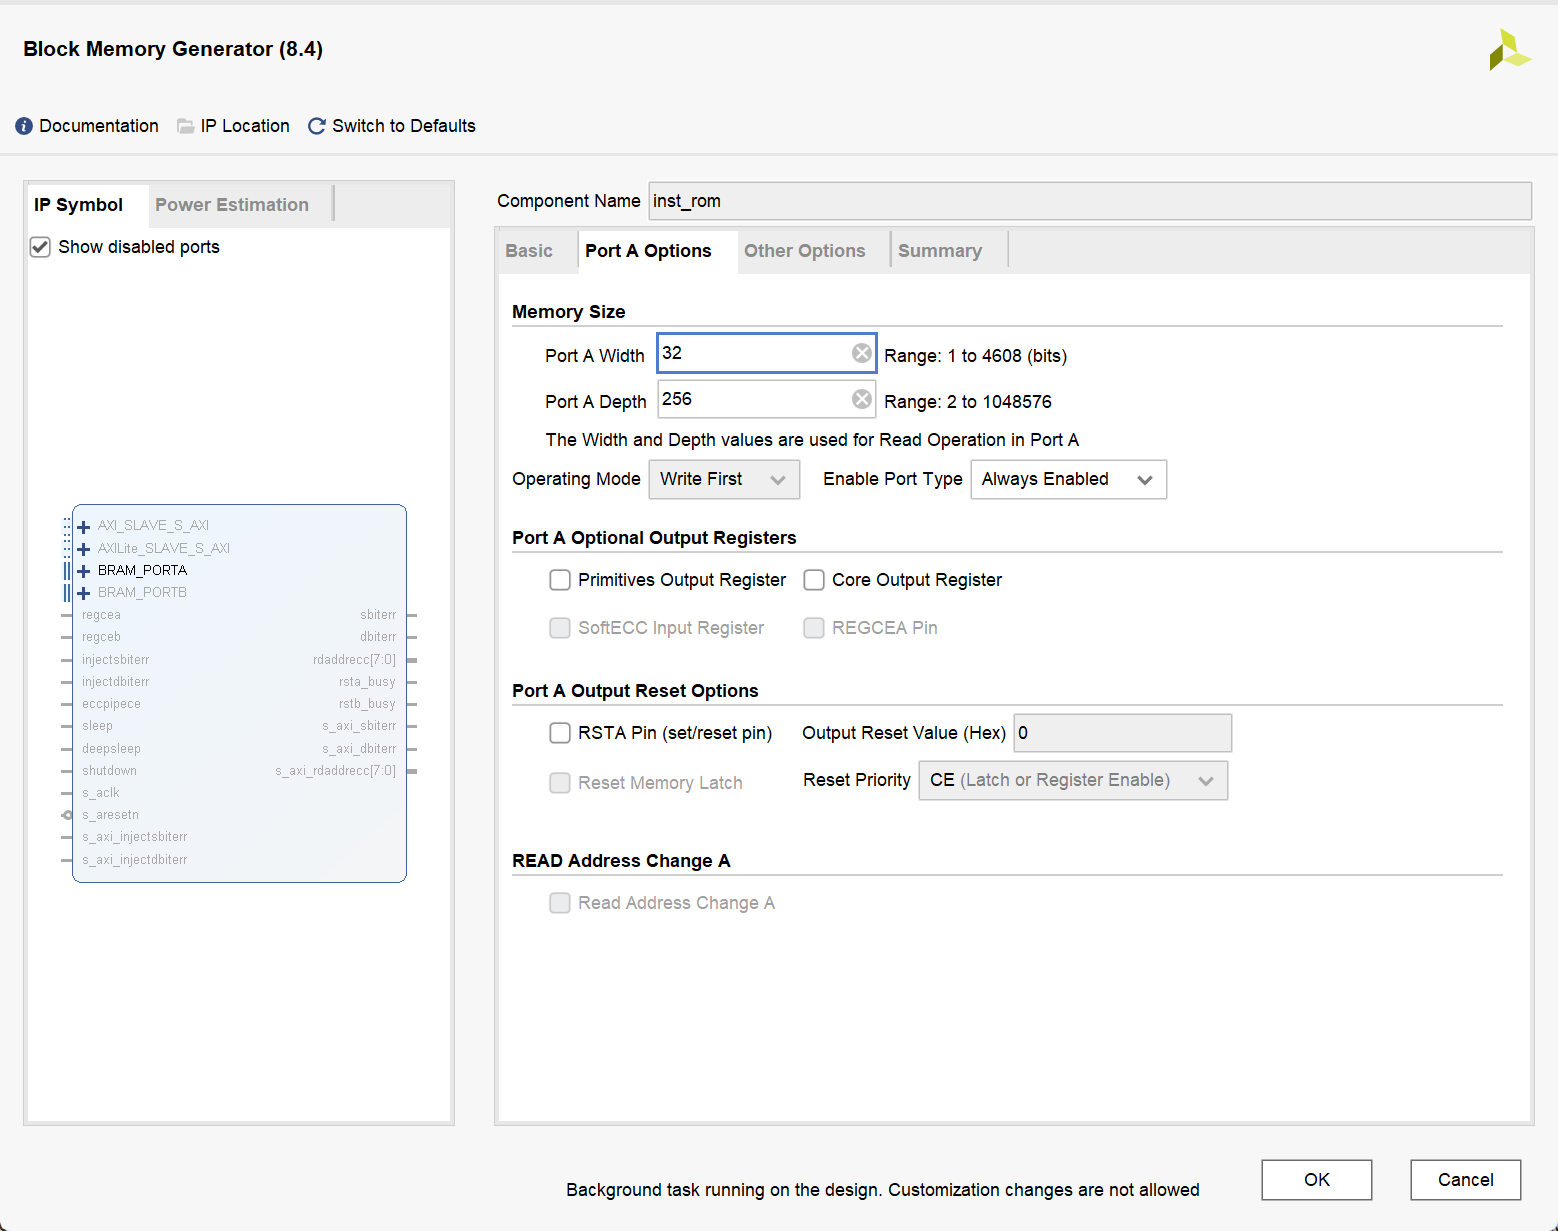 Block Memory Generator (8.4)
Documentation IP Location Switch to Defaults
IP Symbol Power Estimation
Show disabled ports
AXI_SLAVE_S_AXI
AXILite_SLAVE_S_AXI
BRAM_PORTA
BRAM_PORTB
regcea sbiterr
regceb dbiterr
injectsbiterr rdaddrecc[7:0]
injectdbiterr rsta_busy
eccpipece rstb_busy
sleep s_axi_sbiterr
deepsleep s_axi_dbiterr
shutdown s_axi_rdaddrecc[7:0]
s_aclk
s_aresetn
s_axi_injectsbiterr
s_axi_injectdbiterr
Component Name inst_rom
Basic Port A Options Other Options Summary
Memory Size
Port A Width 32 Range: 1 to 4608 (bits)
Port A Depth 256 Range: 2 to 1048576
The Width and Depth values are used for Read Operation in Port A
Operating Mode Write First Enable Port Type Always Enabled
Port A Optional Output Registers
Primitives Output Register Core Output Register
SoftECC Input Register REGCEA Pin
Port A Output Reset Options
RSTA Pin (set/reset pin) Output Reset Value (Hex) 0
Reset Memory Latch Reset Priority CE (Latch or Register Enable)
READ Address Change A
Read Address Change A
Background task running on the design. Customization changes are not allowed
OK Cancel